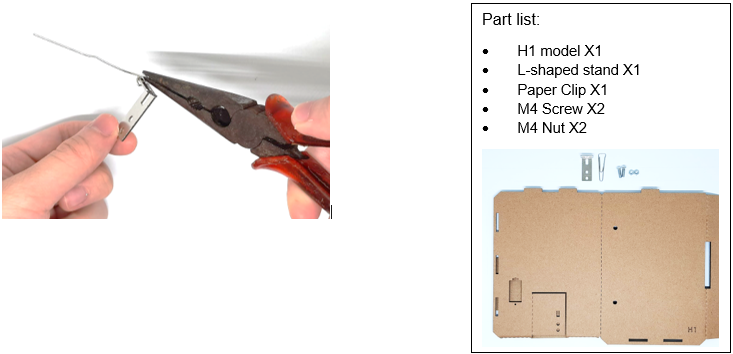 Part list:
• H1 model X1
• L-shaped stand X1
• Paper Clip X1
• M4 Screw X2
• M4 Nut X2
H1